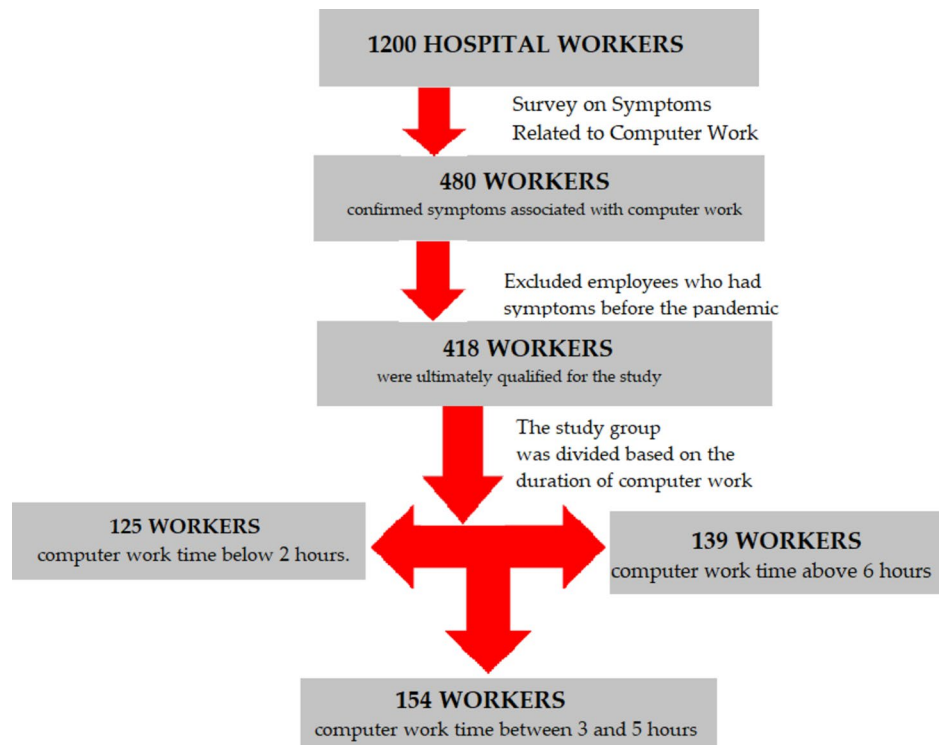 1200 HOSPITAL WORKERS
Survey on Symptoms
Related to Computer Work
480 WORKERS
confirmed symptoms associated with computer work
Excluded employees who had
symptoms before the pandemic
418 WORKERS
were ultimately qualified for the study
The study group
was divided based on the
duration of computer work
125 WORKERS
computer work time below 2 hours.
139 WORKERS
computer work time above 6 hours
154 WORKERS
computer work time between 3 and 5 hours